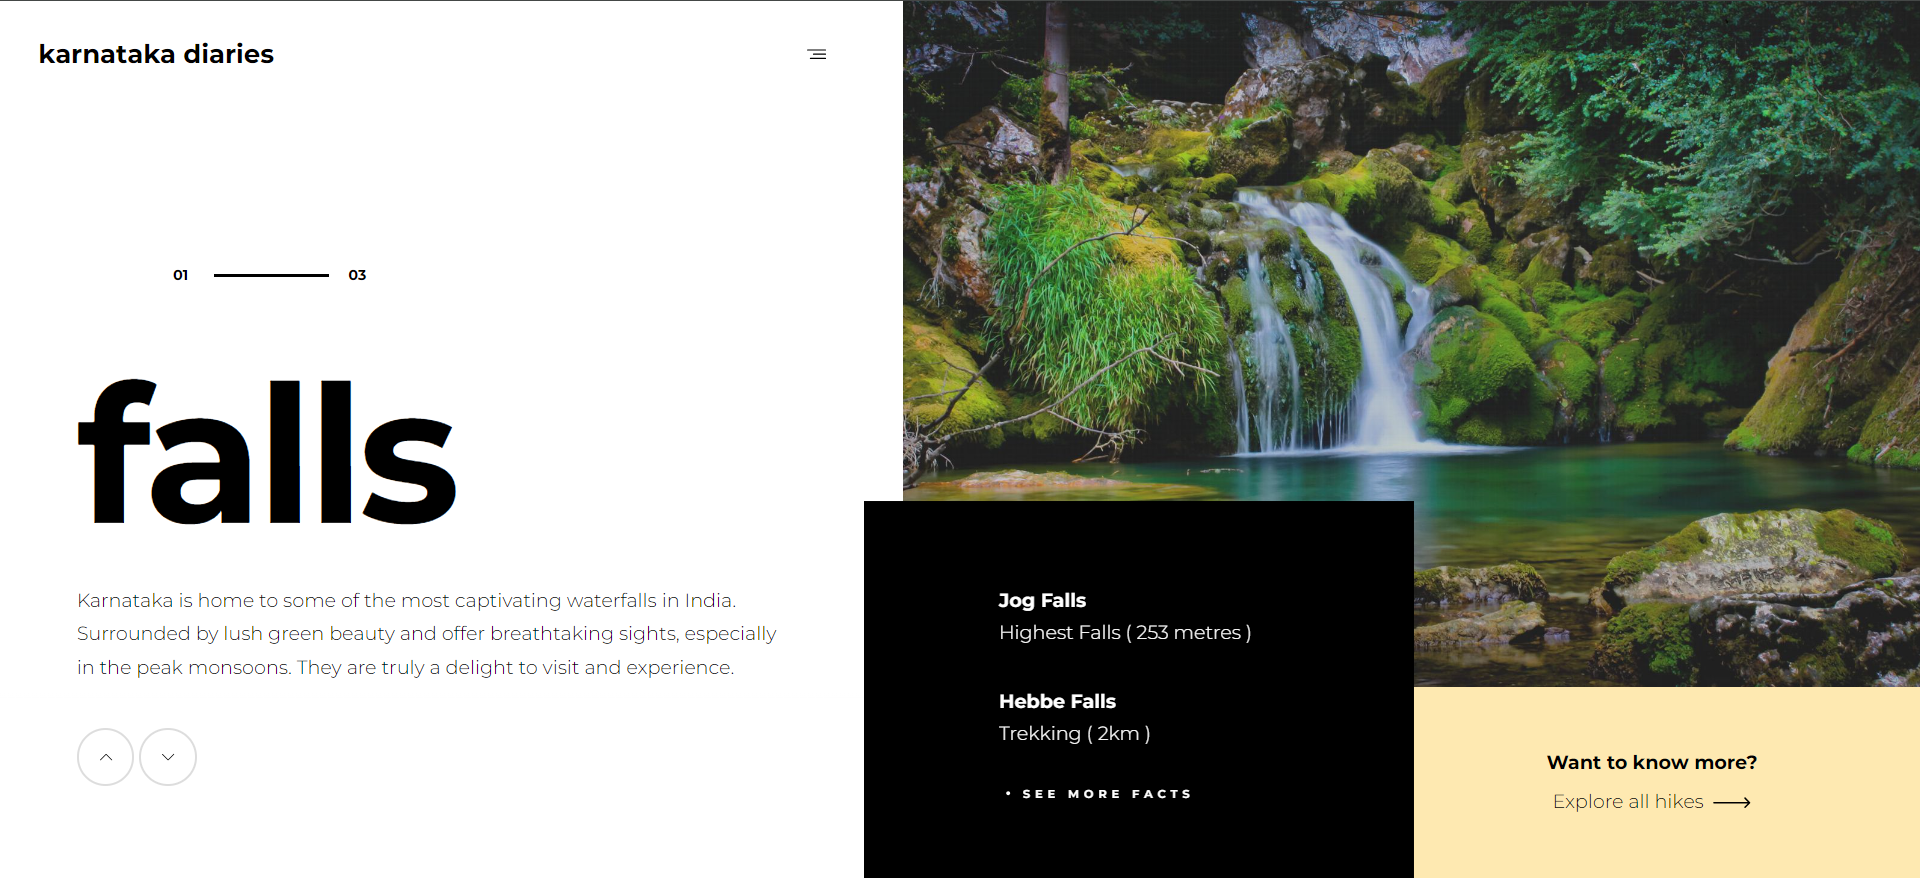 karnataka diaries
01 03
falls
Karnataka is home to some of the most captivating waterfalls in India.
Surrounded by lush green beauty and offer breathtaking sights, especially
in the peak monsoons. They are truly a delight to visit and experience.
Jog Falls
Highest Falls ( 253 metres )
Hebbe Falls
Trekking ( 2km )
• SEE MORE FACTS
Want to know more?
Explore all hikes